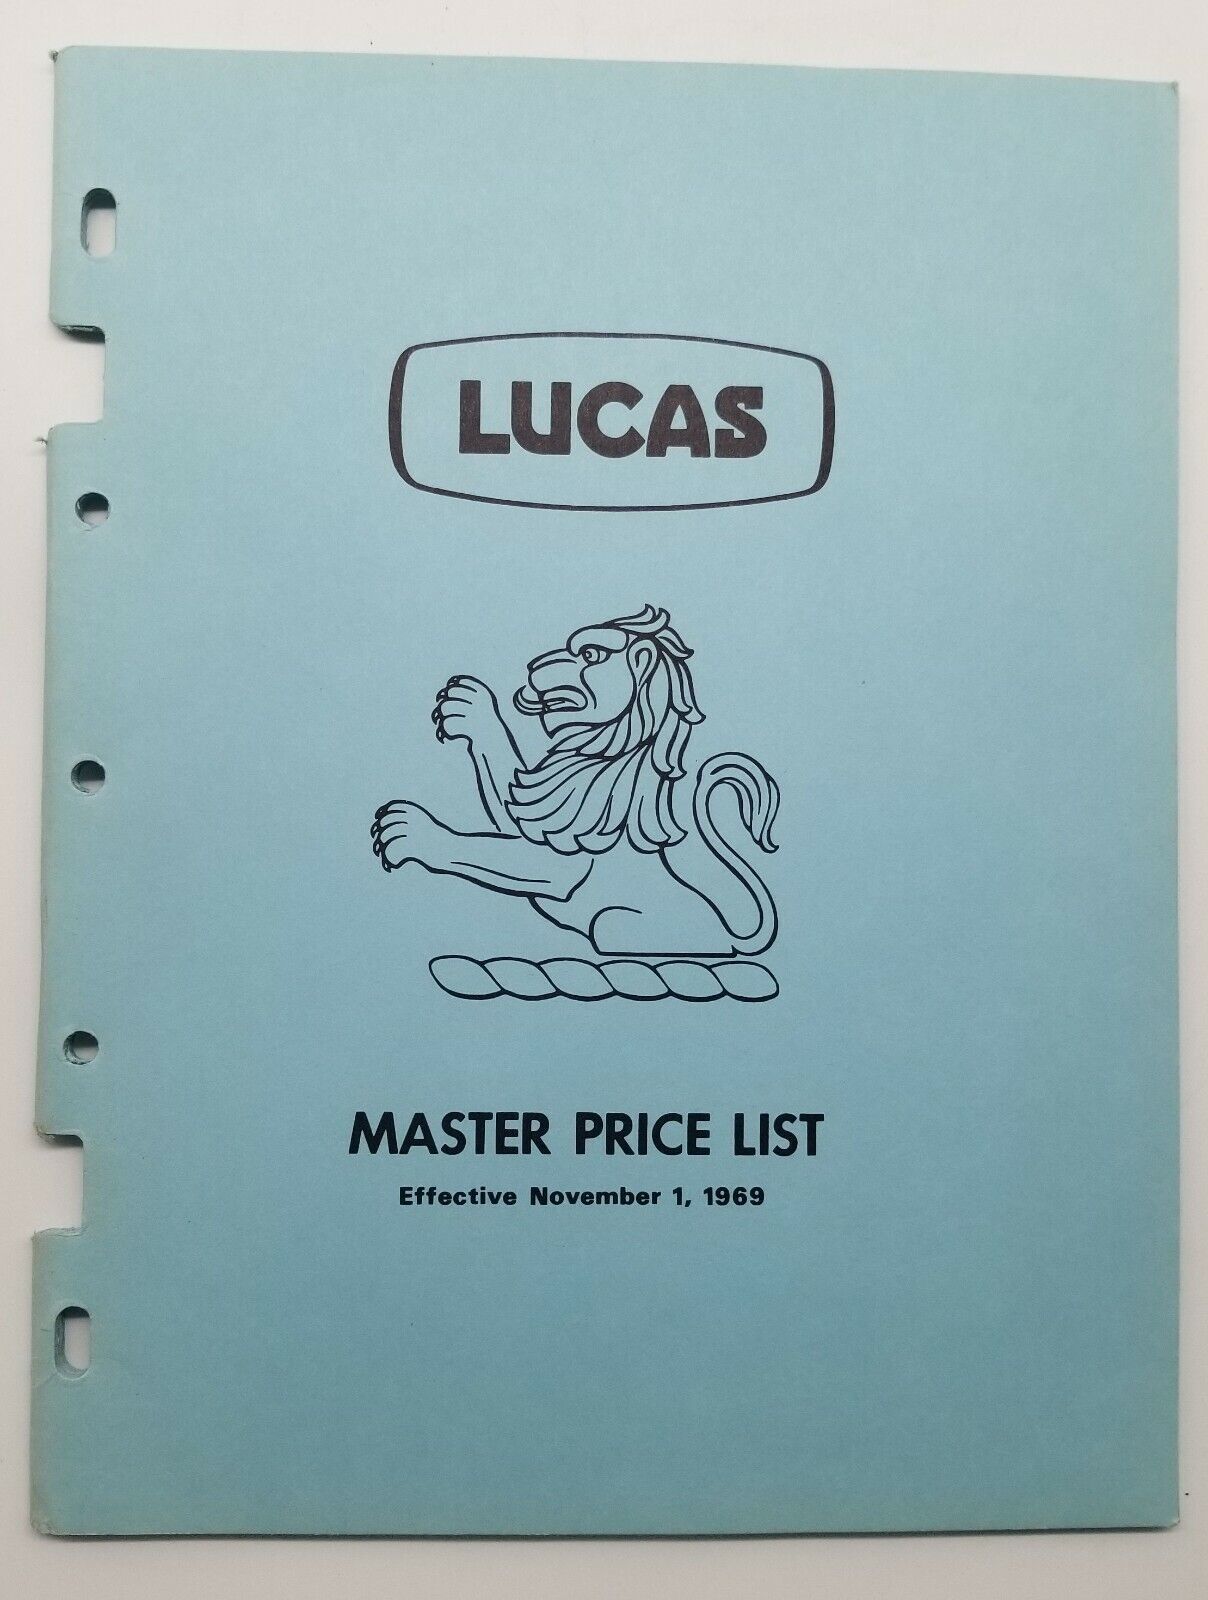 LUCAS
MASTER PRICE LIST
Effective November 1, 1969